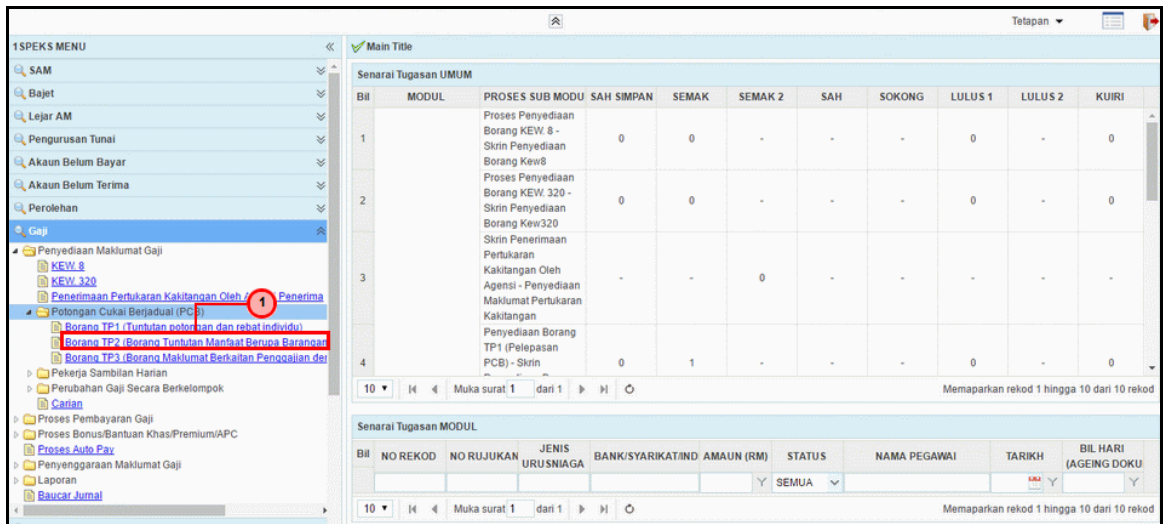 Tetapan
1SPEKS MENU
SAM
Bajet
Lejar AM
Pengurusan Tunai
Akaun Belum Bayar
Akaun Belum Terima
Perolehan
Gaji
Penyediaan Maklumat Gaji
KEW. 8
KEW. 320
Penerimaan Pertukaran Kakitangan Oleh Penerima
1
Potongan Cukai Berjadual (PCB)
Borang TP1 (Tuntutan potongan dan rebat individu)
Borang TP2 (Borang Tuntutan Manfaat Berupa Barangan
Borang TP3 (Borang Maklumat Berkaitan Penggajian der
Pekerja Sambilan Harian
Perubahan Gaji Secara Berkelompok
Carian
Proses Pembayaran Gaji
Proses Bonus/Bantuan Khas/Premium/APC
Proses Auto Pay
Penyenggaraan Maklumat Gaji
Laporan
Baucar Jurnal
Main Title
Senarai Tugasan UMUM
Bil MODUL PROSES SUB MODU SAH SIMPAN SEMAK SEMAK 2 SAH SOKONG LULUS 1 LULUS 2 KUIRI
Proses Penyediaan
Borang KEW. 8 -
1 Skrin Penyediaan 0 0 - - - 0 - 0
Borang Kew8
Proses Penyediaan
Borang KEW. 320 -
2 Skrin Penyediaan 0 0 - - - 0 - 0
Borang Kew320
Skrin Penerimaan
Pertukaran
Kakitangan Oleh
3 Agensi - Penyediaan - - 0 - - - - -
Maklumat Pertukaran
Kakitangan
Penyediaan Borang
TP1 (Pelepasan
4 PCB) - Skrin 0 1 - - - 0 - 0
10 Muka surat 1 dari 1 Memaparkan rekod 1 hingga 10 dari 10 rekod
Senarai Tugasan MODUL
Bil NO REKOD NO RUJUKAN JENIS URUSNIAGA BANK/SYARIKAT/IND AMAUN (RM) STATUS NAMA PEGAWAI TARIKH BIL HARI (AGEING DOKU
SEMUA
10 Muka surat 1 dari 1 Memaparkan rekod 1 hingga 10 dari 10 rekod